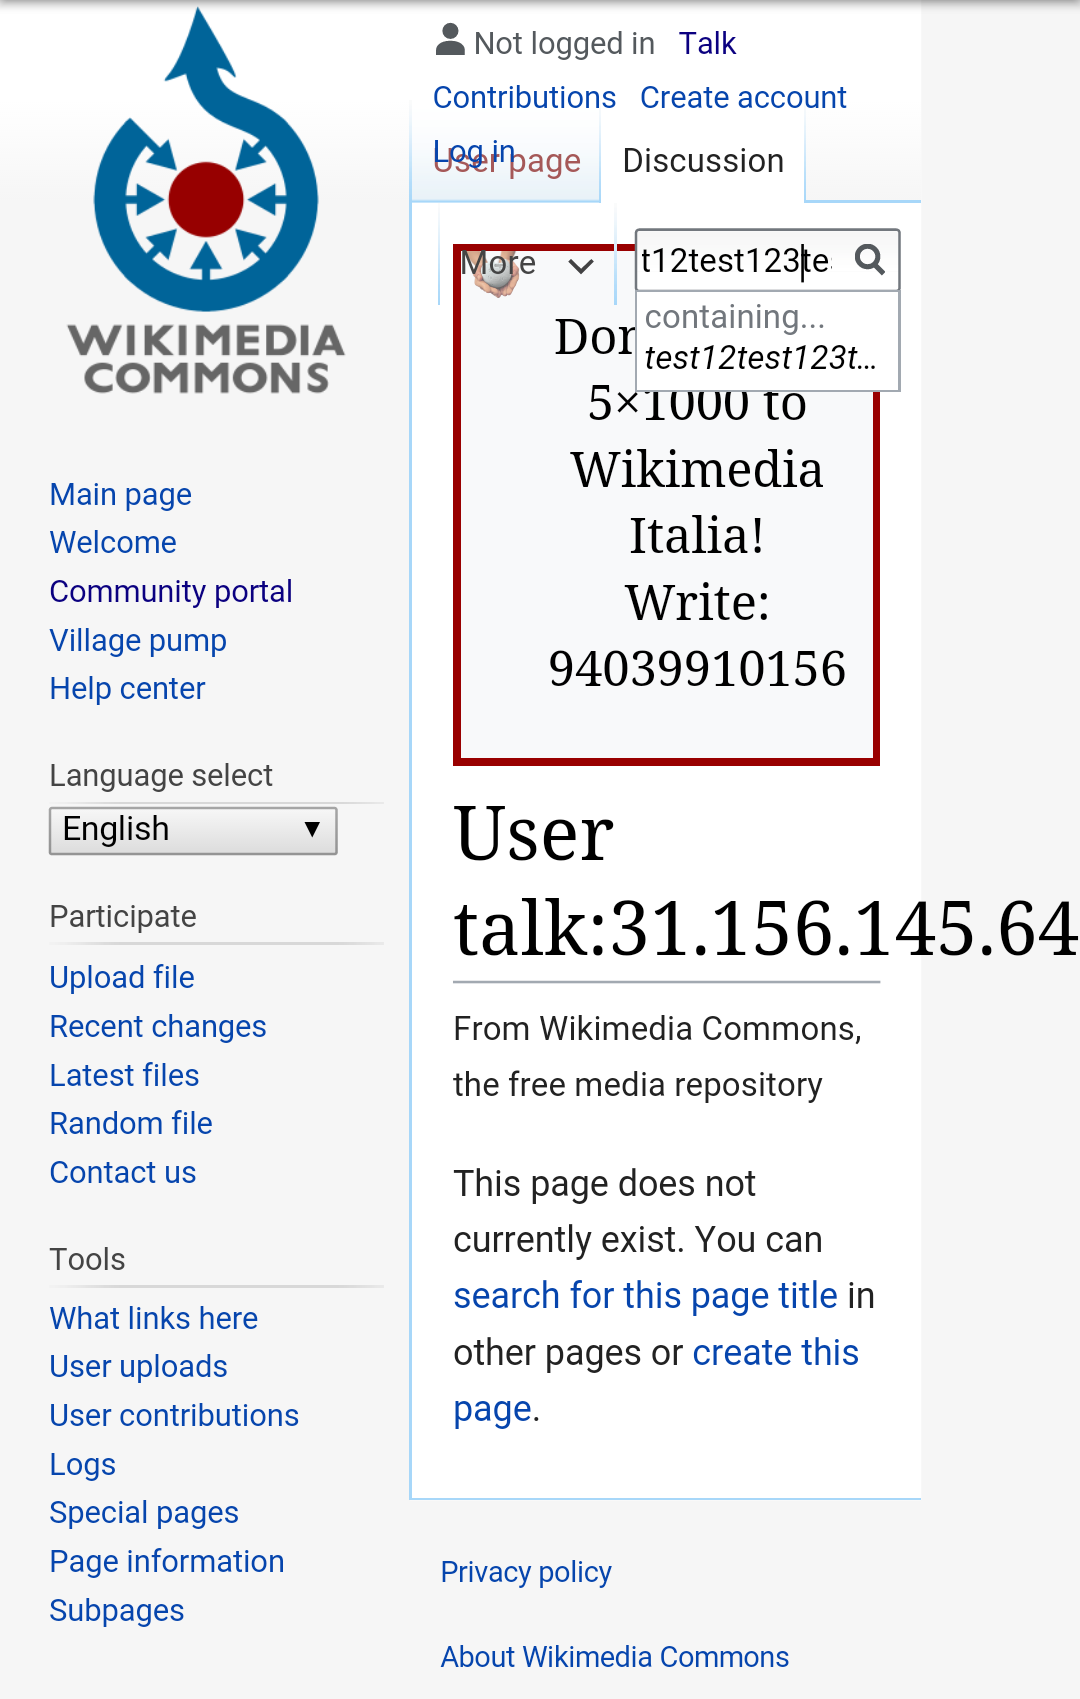 WIKIMEDIA
COMMONS
Main page
Welcome
Community portal
Village pump
Help center
Language select
English
Participate
Upload file
Recent changes
Latest files
Random file
Contact us
Tools
What links here
User uploads
User contributions
Logs
Special pages
Page information
Subpages
Not logged in Talk
Contributions Create account
Log in
User page Discussion
More t12test123te
containing...
test12test123t...
5×1000 to
Wikimedia
Italia!
Write:
94039910156
User
talk:31.156.145.64
From Wikimedia Commons,
the free media repository
This page does not
currently exist. You can
search for this page title in
other pages or create this
page.
Privacy policy
About Wikimedia Commons